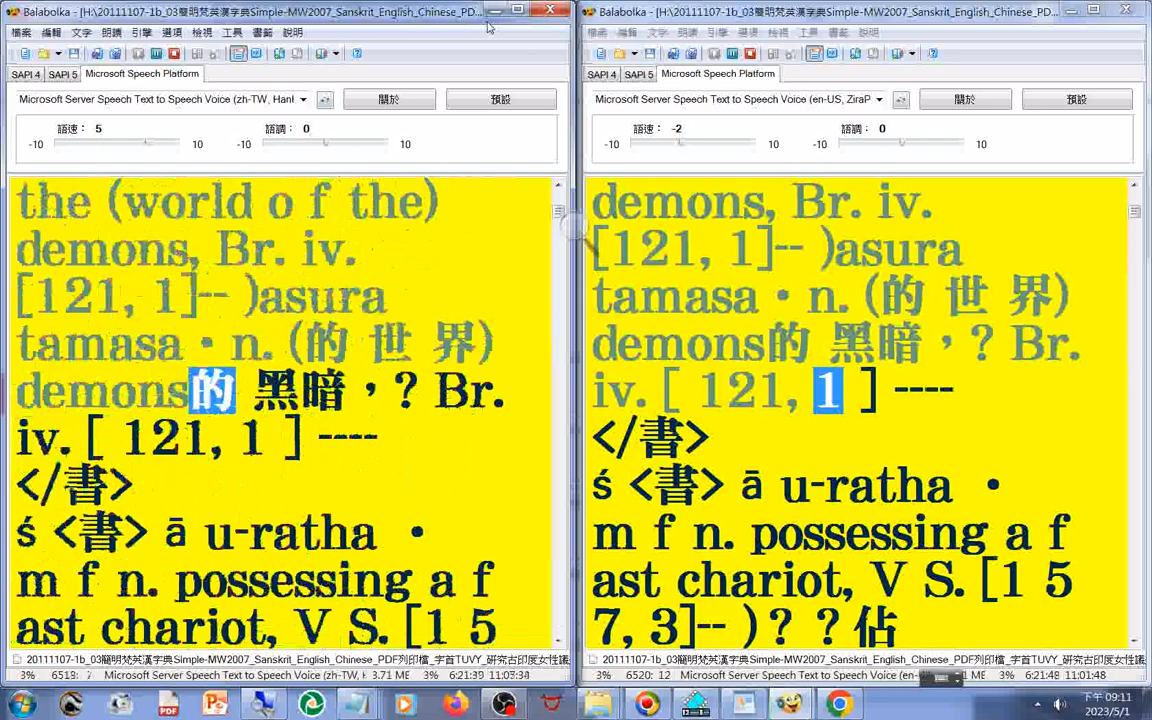 Balabolka - [H:\20111107-1b_03簡明梵英漢字典Simple-MW2007_Sanskrit_English_Chinese_PD...
檔案 編輯 文字 朗讀 引擎 選項 檢視 工具 書籤 說明
SAPI 4 SAPI 5 Microsoft Speech Platform
Microsoft Server Speech Text to Speech Voice (zh-TW, Hanl
關於 預設
語速： 5 語調： 0
-10 10 -10 10
the (world o f the)
demons, Br. iv.
[121, 1]-- )asura
tamasa • n. (的 世 界)
demons的 黑暗，? Br.
iv. [ 121, 1 ] ----
</書>
ś <書> ā u-ratha •
m f n. possessing a f
ast chariot, V S. [1 5
20111107-1b_03簡明梵英漢字典Simple-MW2007_Sanskrit_English_Chinese_PDF列印檔_字首TUVY_研究古印度女性議
3% 6518: Microsoft Server Speech Text to Speech Voice (zh-TW, H 3.71 ME 3% 6:21:39 11:03:34
Balabolka - [H:\20111107-1b_03簡明梵英漢字典Simple-MW2007_Sanskrit_English_Chinese_PD...
檔案 編輯 文字 朗讀 引擎 選項 檢視 工具 書籤 說明
SAPI 4 SAPI 5 Microsoft Speech Platform
Microsoft Server Speech Text to Speech Voice (en-US, ZiraP
關於 預設
語速： -2 語調： 0
-10 10 -10 10
demons, Br. iv.
[121, 1]-- )asura
tamasa • n. (的 世 界)
demons的 黑暗，? Br.
iv. [ 121, 1 ] ----
</書>
ś <書> ā u-ratha •
m f n. possessing a f
ast chariot, V S. [1 5
7, 3]-- )? ? 佔
20111107-1b_03簡明梵英漢字典Simple-MW2007_Sanskrit_English_Chinese_PDF列印檔_字首TUVY_研究古印度女性議
3% 6520: 12 Microsoft Server Speech Text to Speech Voice (en-u 3.71 ME 3% 6:21:48 11:01:48
下午 09:11
2023/5/1